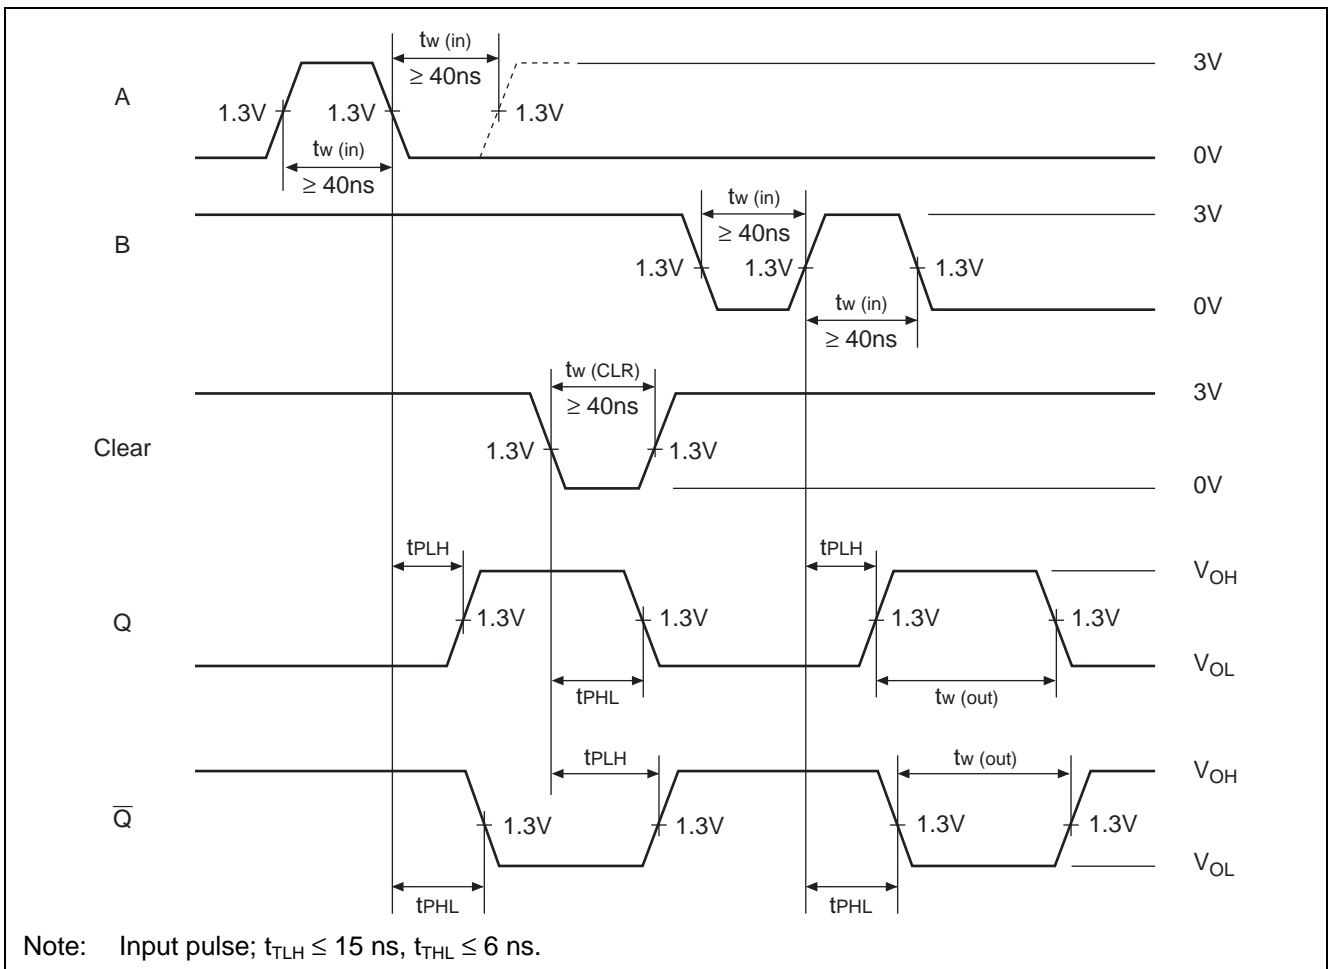 tw (in)
≥ 40ns
3V
A
1.3V 1.3V 1.3V
tw (in)
≥ 40ns
0V
tw (in)
≥ 40ns
3V
B
1.3V 1.3V 1.3V
tw (in)
≥ 40ns
0V
tw (CLR)
≥ 40ns
3V
Clear
1.3V 1.3V
0V
tPLH tPLH
VOH
Q
1.3V 1.3V 1.3V 1.3V
VOL
tPHL tw (out)
tPLH tw (out)
VOH
Q̅
1.3V 1.3V 1.3V 1.3V
VOL
tPHL tPHL
Note: Input pulse; tTLH ≤ 15 ns, tTHL ≤ 6 ns.